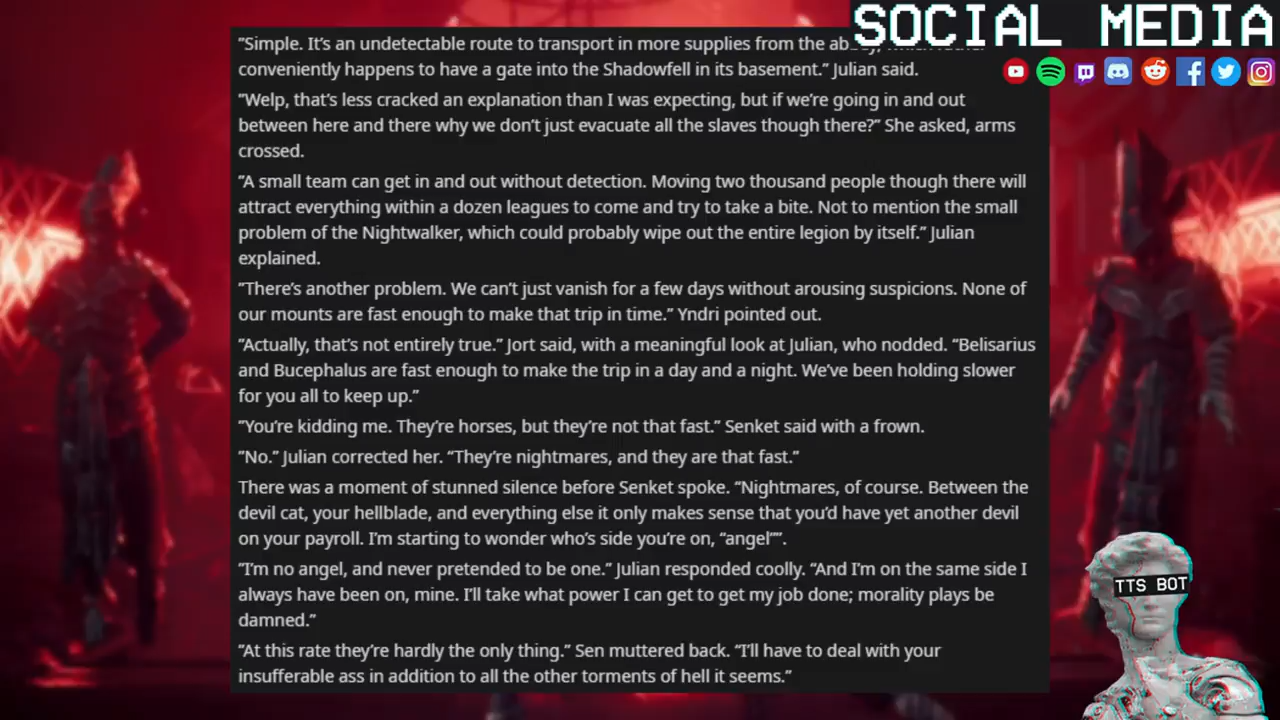 SOCIAL MEDIA
“Simple. It’s an undetectable route to transport in more supplies from the
conveniently happens to have a gate into the Shadowfell in its basement.” Julian said.
“Welp, that’s less cracked an explanation than I was expecting, but if we’re going in and out
between here and there why we don’t just evacuate all the slaves though there?” She asked, arms
crossed.
“A small team can get in and out without detection. Moving two thousand people though there will
attract everything within a dozen leagues to come and try to take a bite. Not to mention the small
problem of the Nightwalker, which could probably wipe out the entire legion by itself.” Julian
explained.
“There’s another problem. We can’t just vanish for a few days without arousing suspicions. None of
our mounts are fast enough to make that trip in time.” Yndri pointed out.
“Actually, that’s not entirely true.” Jort said, with a meaningful look at Julian, who nodded. “Belisarius
and Bucephalus are fast enough to make the trip in a day and a night. We’ve been holding slower
for you all to keep up.”
“You’re kidding me. They’re horses, but they’re not that fast.” Senket said with a frown.
“No.” Julian corrected her. “They’re nightmares, and they are that fast.”
There was a moment of stunned silence before Senket spoke. “Nightmares, of course. Between the
devil cat, your hellblade, and everything else it only makes sense that you’d have yet another devil
on your payroll. I’m starting to wonder who’s side you’re on, “angel””.
“I’m no angel, and never pretended to be one.” Julian responded coolly. “And I’m on the same side I
always have been on, mine. I’ll take what power I can get to get my job done; morality plays be
damned.”
“At this rate they’re hardly the only thing.” Sen muttered back. “I’ll have to deal with your
insufferable ass in addition to all the other torments of hell it seems.”
TTS BOT